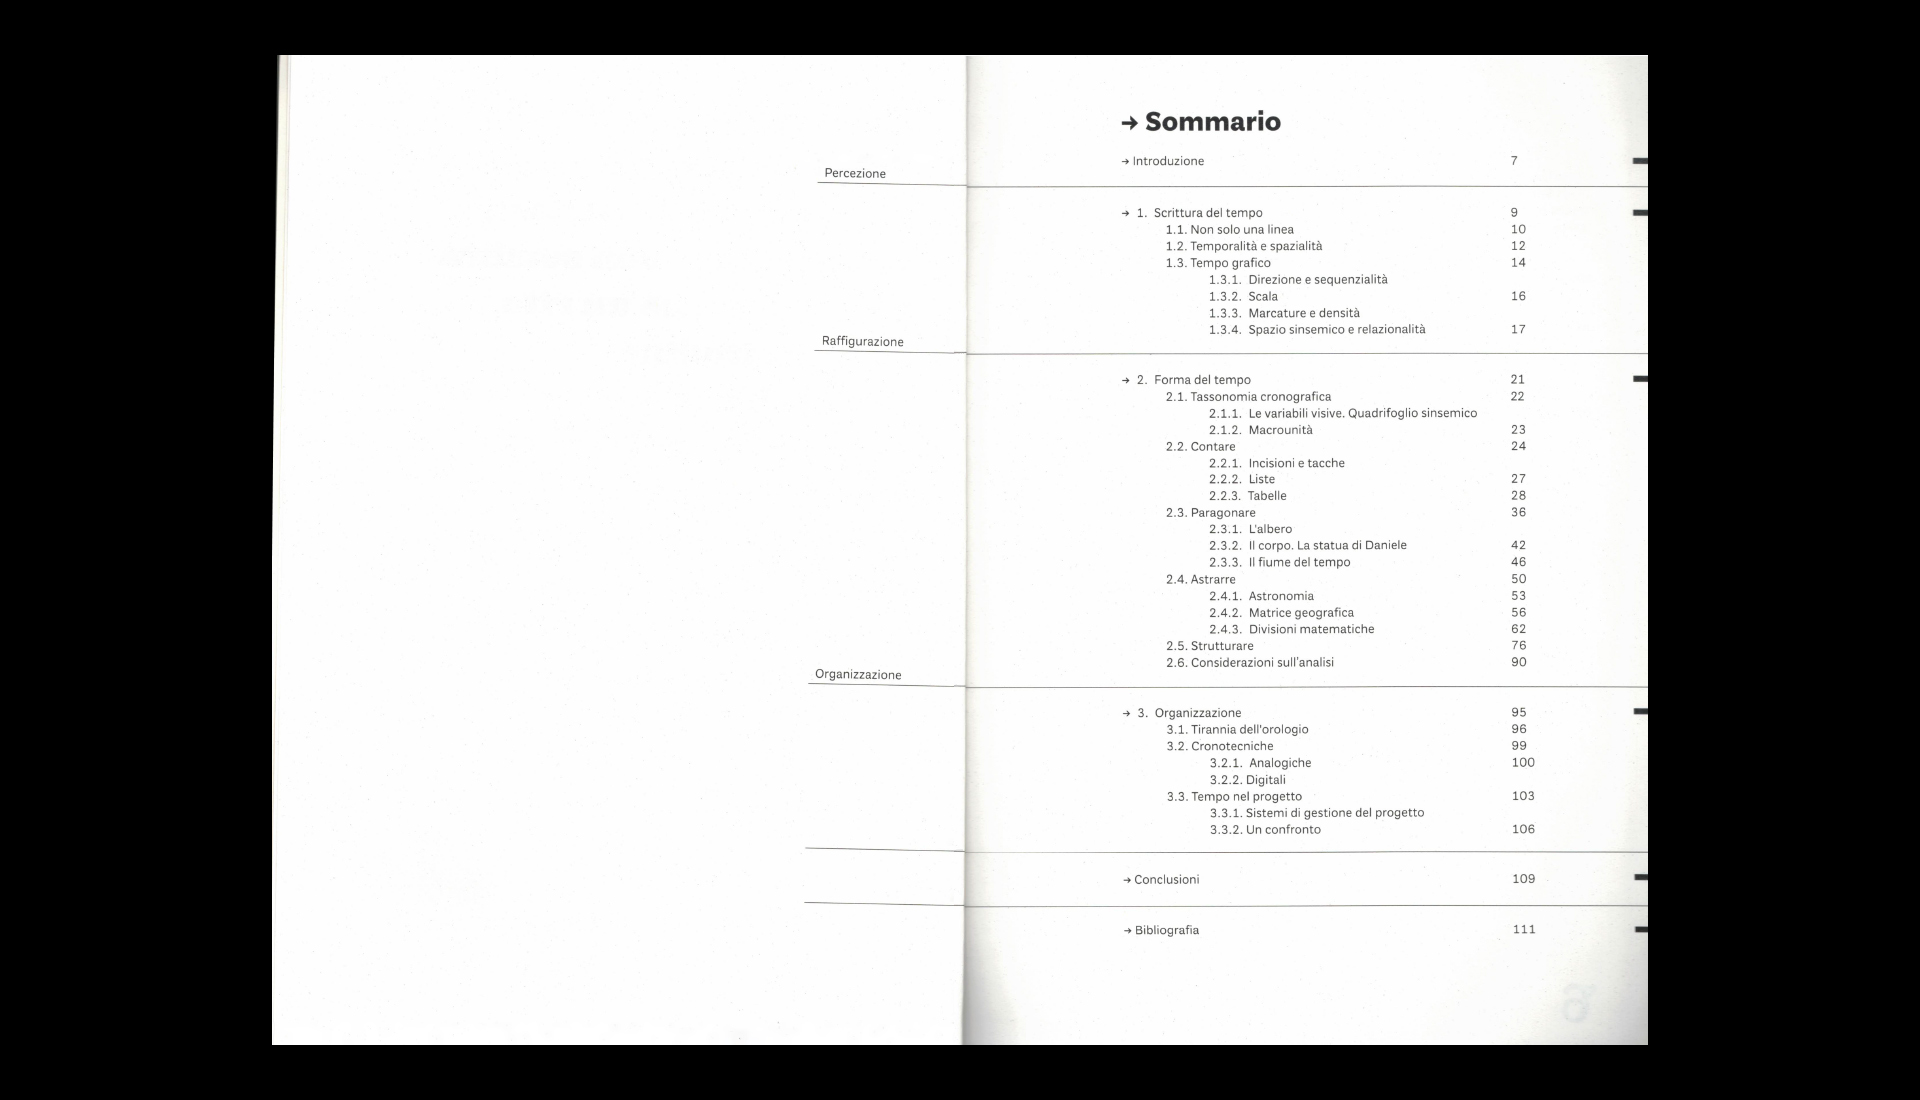 → Sommario
→ Introduzione 7
Percezione
→ 1. Scrittura del tempo 9
1.1. Non solo una linea 10
1.2. Temporalità e spazialità 12
1.3. Tempo grafico 14
1.3.1. Direzione e sequenzialità
1.3.2. Scala 16
1.3.3. Marcature e densità
1.3.4. Spazio sinsemico e relazionalità 17
Raffigurazione
→ 2. Forma del tempo 21
2.1. Tassonomia cronografica 22
2.1.1. Le variabili visive. Quadrifoglio sinsemico
2.1.2. Macrounità 23
2.2. Contare 24
2.2.1. Incisioni e tacche
2.2.2. Liste 27
2.2.3. Tabelle 28
2.3. Paragonare 36
2.3.1. L'albero
2.3.2. Il corpo. La statua di Daniele 42
2.3.3. Il fiume del tempo 46
2.4. Astrarre 50
2.4.1. Astronomia 53
2.4.2. Matrice geografica 56
2.4.3. Divisioni matematiche 62
2.5. Strutturare 76
2.6. Considerazioni sull'analisi 90
Organizzazione
→ 3. Organizzazione 95
3.1. Tirannia dell'orologio 96
3.2. Cronotecniche 99
3.2.1. Analogiche 100
3.2.2. Digitali
3.3. Tempo nel progetto 103
3.3.1. Sistemi di gestione del progetto
3.3.2. Un confronto 106
→ Conclusioni 109
→ Bibliografia 111